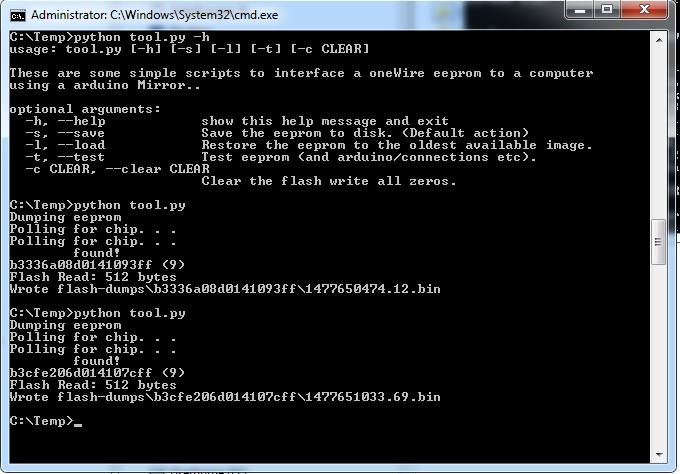 Administrator: C:\Windows\System32\cmd.exe
C:\Temp>python tool.py -h
usage: tool.py [-h] [-s] [-l] [-t] [-c CLEAR]
These are some simple scripts to interface a oneWire eeprom to a computer
using a arduino Mirror..
optional arguments:
-h, --help show this help message and exit
-s, --save Save the eeprom to disk. (Default action)
-l, --load Restore the eeprom to the oldest available image.
-t, --test Test eeprom (and arduino/connections etc).
-c CLEAR, --clear CLEAR
Clear the flash write all zeros.
C:\Temp>python tool.py
Dumping eeprom
Polling for chip. . .
Polling for chip. . .
found!
b3336a08d0141093ff (9)
Flash Read: 512 bytes
Wrote flash-dumps\b3336a08d0141093ff\1477650474.12.bin
C:\Temp>python tool.py
Dumping eeprom
Polling for chip. . .
Polling for chip. . .
found!
b3cfe206d014107cff (9)
Flash Read: 512 bytes
Wrote flash-dumps\b3cfe206d014107cff\1477651033.69.bin
C:\Temp>_